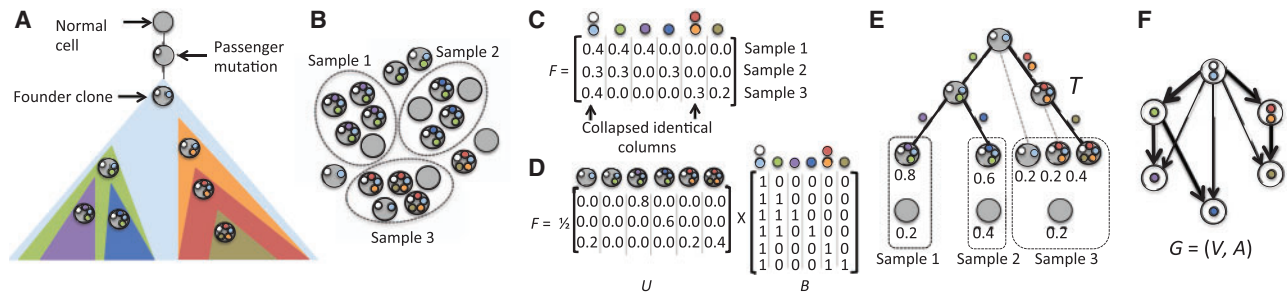 A
Normal
cell
Passenger
mutation
Founder clone
B
Sample 1
Sample 2
Sample 3
C
F =
0.4 0.4 0.4 0.0 0.0 0.0 Sample 1
0.3 0.3 0.0 0.3 0.0 0.0 Sample 2
0.4 0.0 0.0 0.0 0.3 0.2 Sample 3
Collapsed identical
columns
D
F = ½
0.0 0.0 0.8 0.0 0.0 0.0
0.0 0.0 0.0 0.6 0.0 0.0
0.2 0.0 0.0 0.0 0.2 0.4
U
X
1 0 0 0 0 0
1 1 0 0 0 0
1 1 1 0 0 0
1 1 0 1 0 0
1 0 0 0 1 0
1 0 0 0 1 1
B
E
T
0.8 0.6 0.2 0.2 0.4
0.2 0.4 0.2
Sample 1 Sample 2 Sample 3
F
G = (V, A)